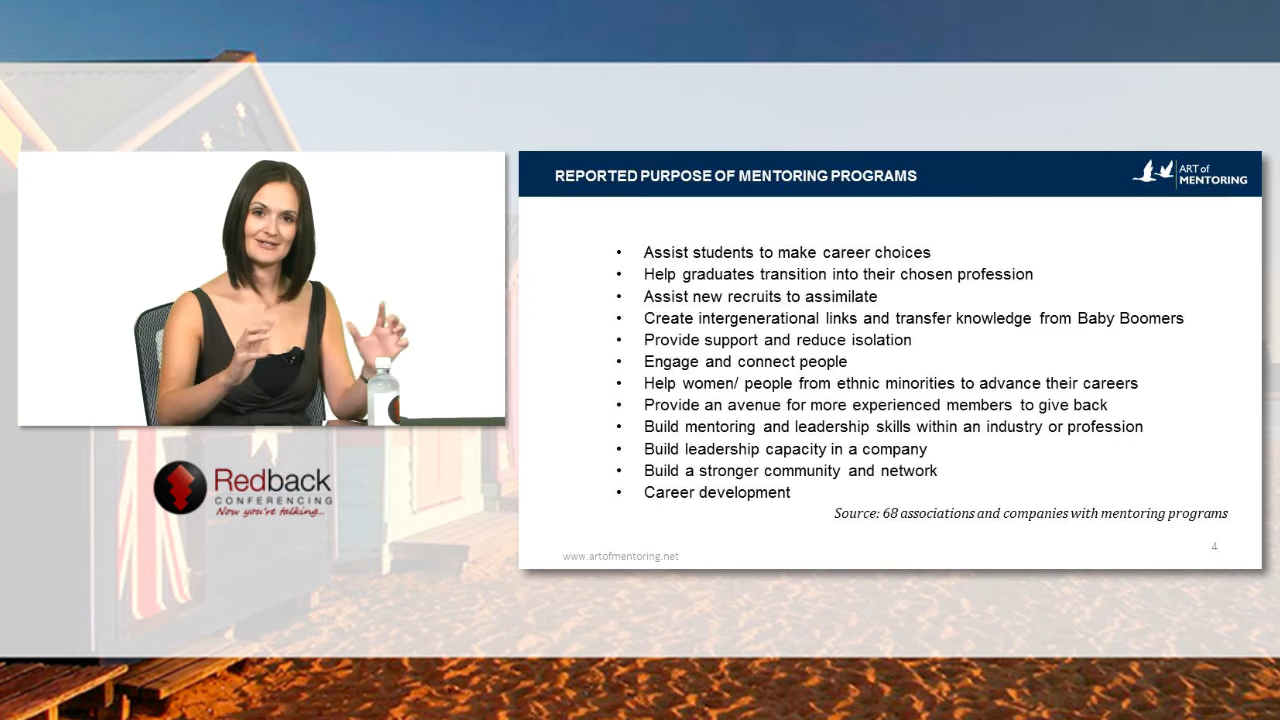 REPORTED PURPOSE OF MENTORING PROGRAMS
ART of
MENTORING
• Assist students to make career choices
• Help graduates transition into their chosen profession
• Assist new recruits to assimilate
• Create intergenerational links and transfer knowledge from Baby Boomers
• Provide support and reduce isolation
• Engage and connect people
• Help women/ people from ethnic minorities to advance their careers
• Provide an avenue for more experienced members to give back
• Build mentoring and leadership skills within an industry or profession
• Build leadership capacity in a company
• Build a stronger community and network
• Career development
Source: 68 associations and companies with mentoring programs
www.artofmentoring.net
4
Redback
CONFERENCING
Now you're talking..